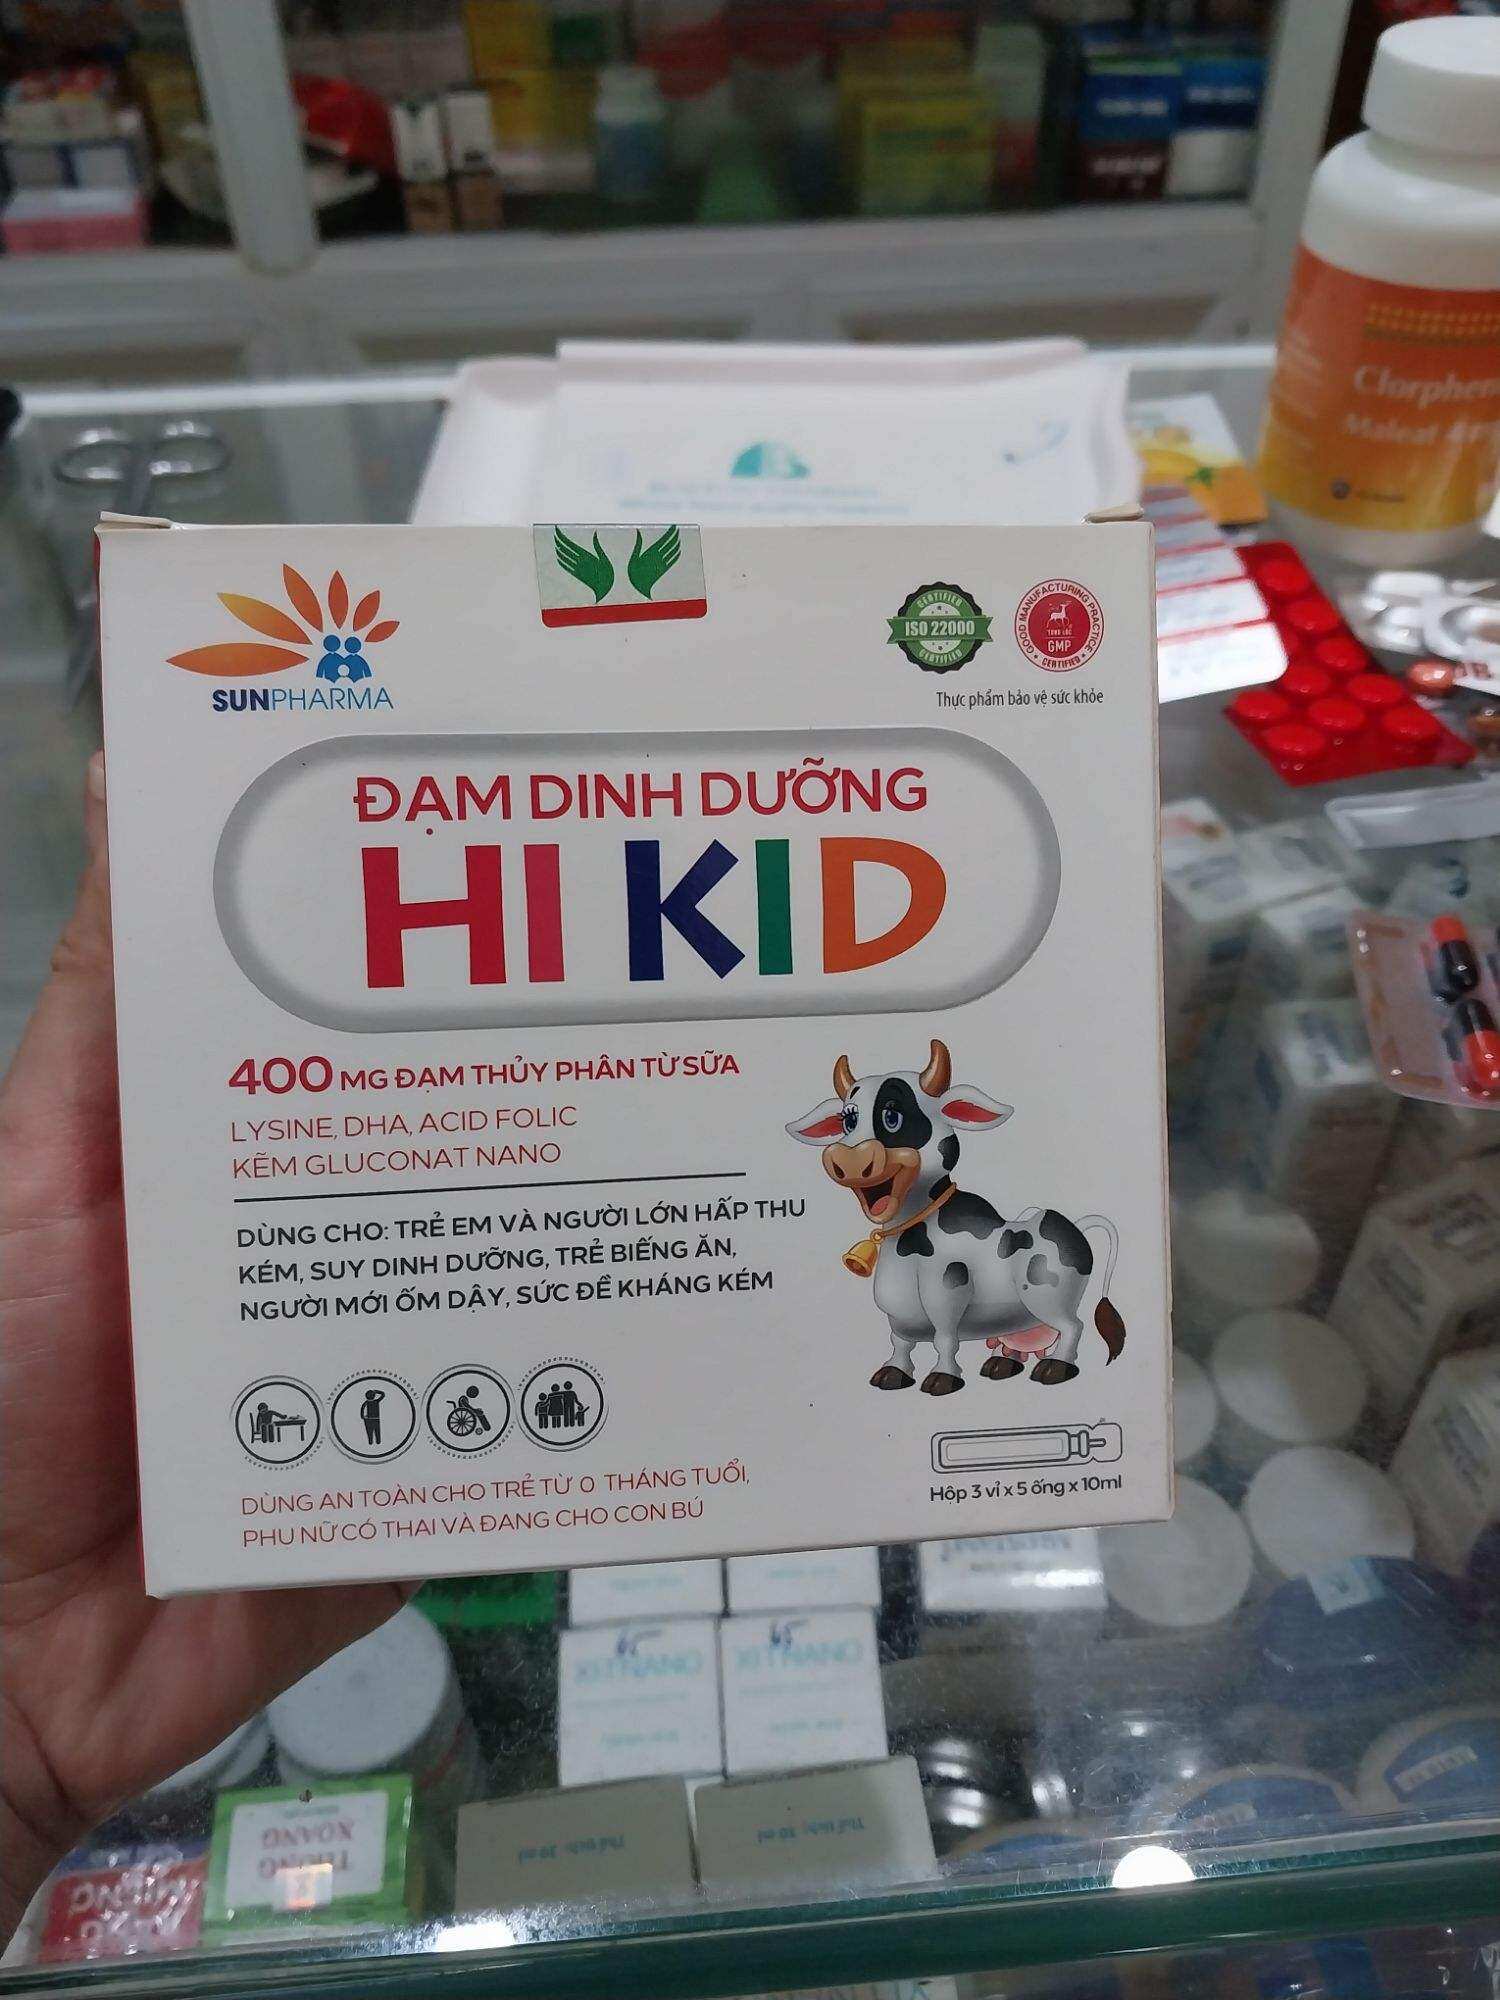 SUNPHARMA
CERTIFIED
ISO 22000
CERTIFIED
GOOD MANUFACTURING PRACTICE
GMP
CERTIFIED
Thực phẩm bảo vệ sức khỏe
ĐẠM DINH DƯỠNG
HI KID
400 MG ĐẠM THỦY PHÂN TỪ SỮA
LYSINE, DHA, ACID FOLIC
KẼM GLUCONAT NANO
DÙNG CHO: TRẺ EM VÀ NGƯỜI LỚN HẤP THU
KÉM, SUY DINH DƯỠNG, TRẺ BIẾNG ĂN,
NGƯỜI MỚI ỐM DẬY, SỨC ĐỀ KHÁNG KÉM
DÙNG AN TOÀN CHO TRẺ TỪ 0 THÁNG TUỔI,
PHỤ NỮ CÓ THAI VÀ ĐANG CHO CON BÚ
Hộp 3 vỉ x 5 ống x 10ml
Clorphen
Maleat
THÔNG
XOANG